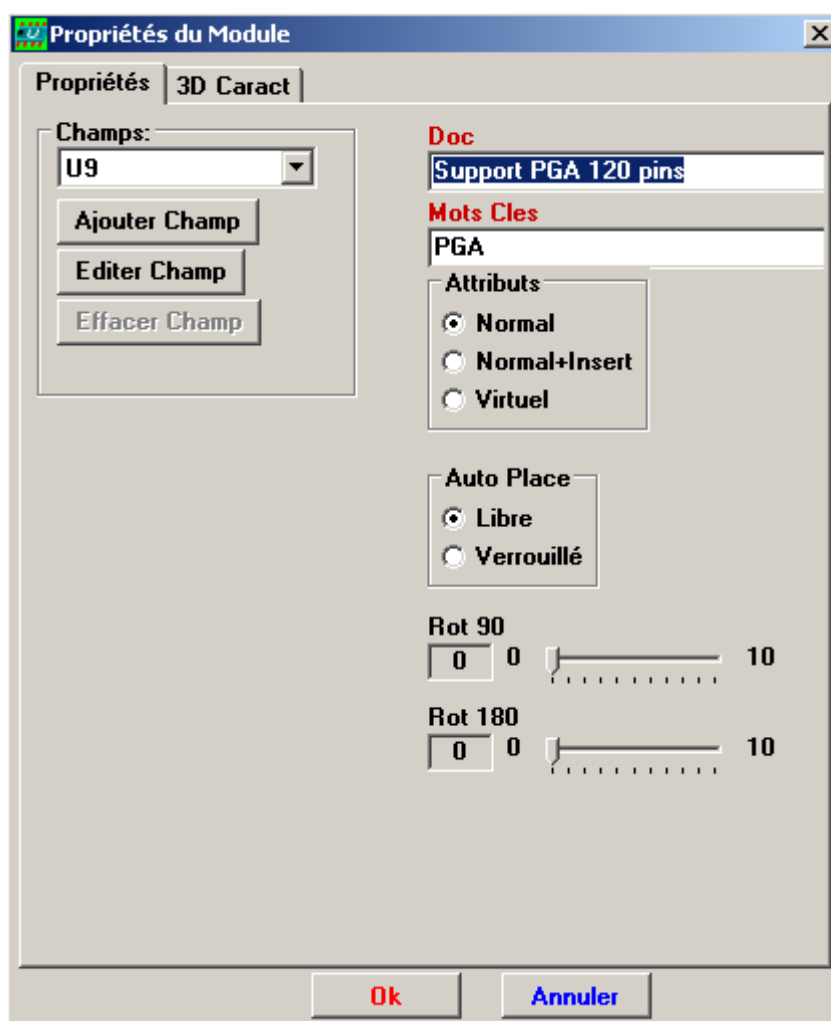 Propriétés du Module
Propriétés
3D Caract
Champs:
U9
Ajouter Champ
Editer Champ
Effacer Champ
Doc
Support PGA 120 pins
Mots Cles
PGA
Attributs
Normal
Normal+Insert
Virtuel
Auto Place
Libre
Verrouillé
Rot 90
0 0 10
Rot 180
0 0 10
Ok
Annuler